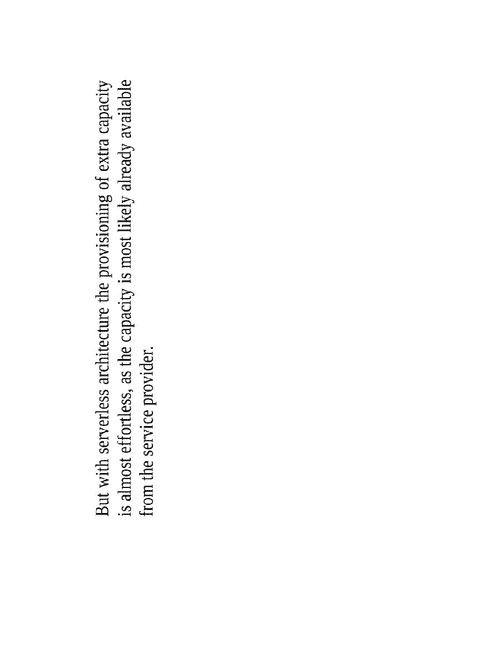 But with serverless architecture the provisioning of extra capacity
is almost effortless, as the capacity is most likely already available
from the service provider.